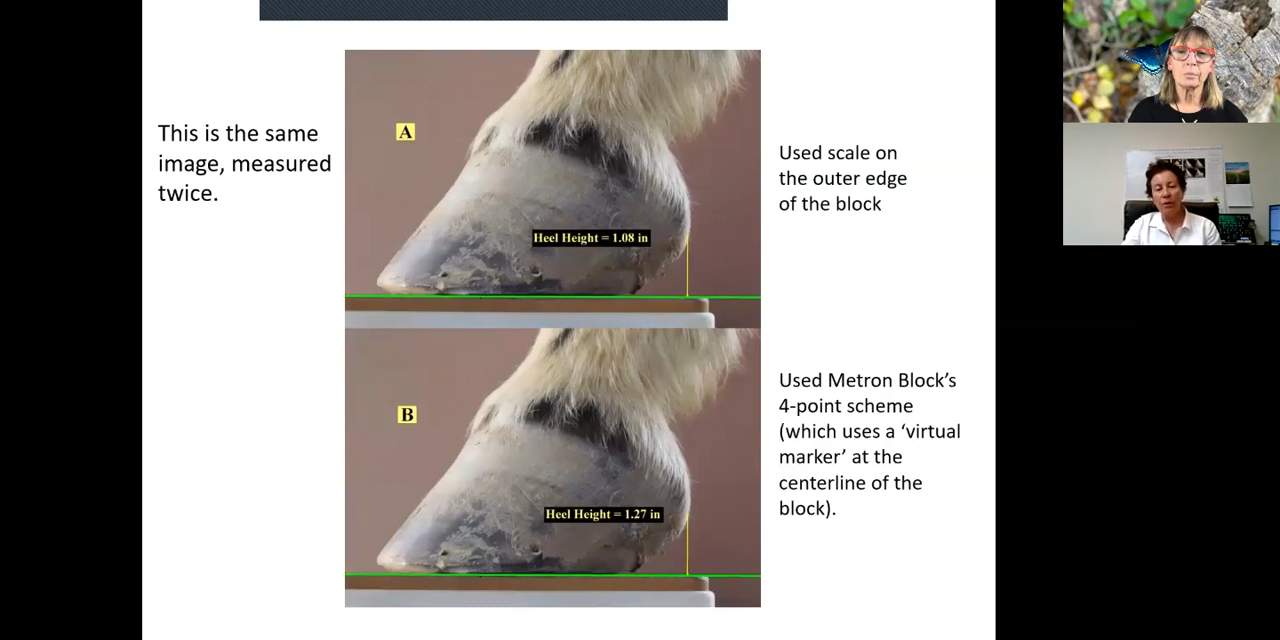 This is the same
image, measured
twice.
A
Heel Height = 1.08 in
Used scale on
the outer edge
of the block
B
Heel Height = 1.27 in
Used Metron Block’s
4-point scheme
(which uses a ‘virtual
marker’ at the
centerline of the
block).